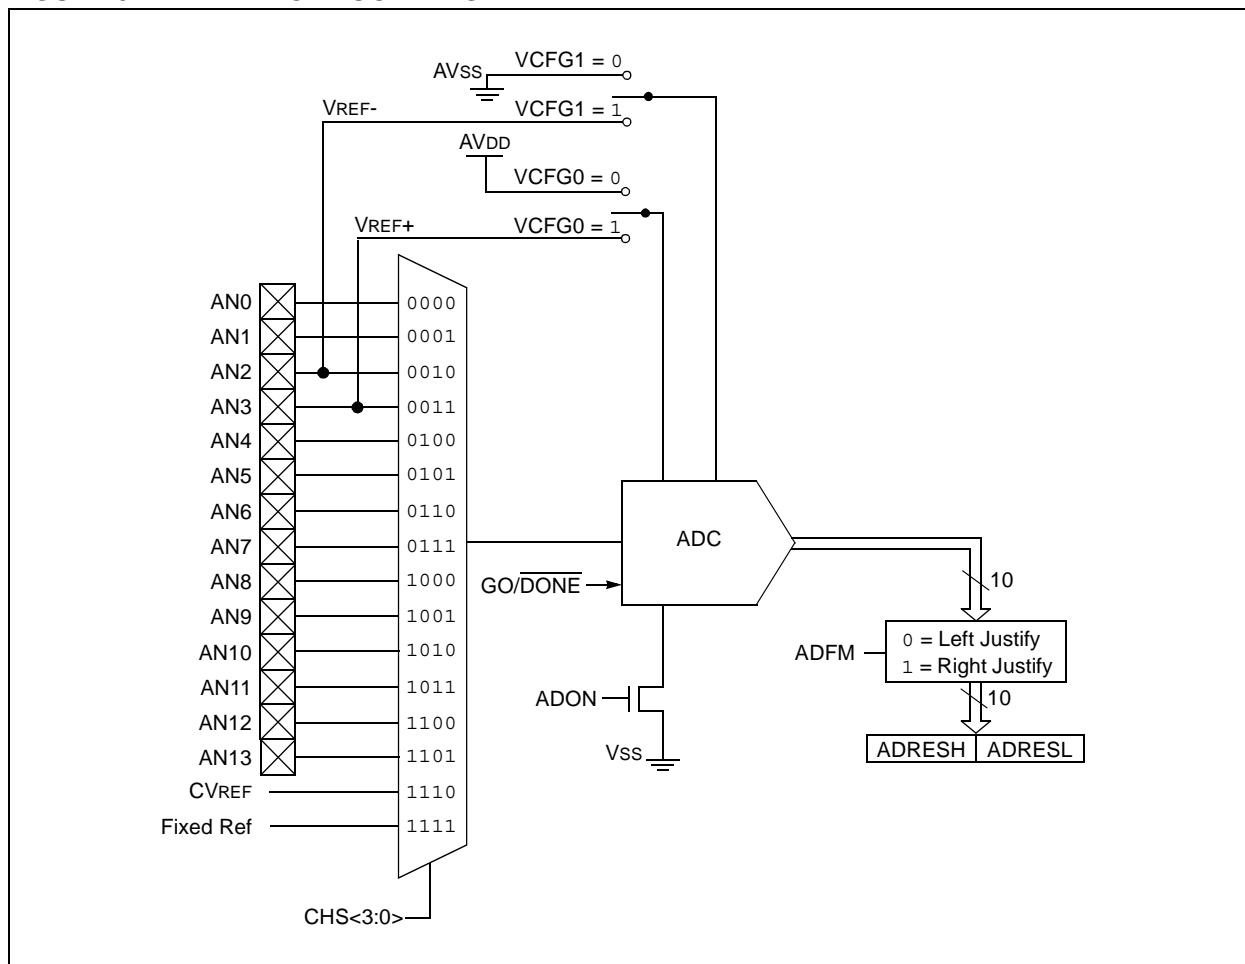 AVSS
VCFG1 = 0
VREF-
VCFG1 = 1
AVDD
VCFG0 = 0
VREF+
VCFG0 = 1
AN0
0000
AN1
0001
AN2
0010
AN3
0011
AN4
0100
AN5
0101
AN6
0110
AN7
0111
AN8
1000
AN9
1001
AN10
1010
AN11
1011
AN12
1100
AN13
1101
CVREF
1110
Fixed Ref
1111
CHS<3:0>
ADC
GO/DONE
10
ADFM
0 = Left Justify
1 = Right Justify
10
ADON
VSS
ADRESH
ADRESL